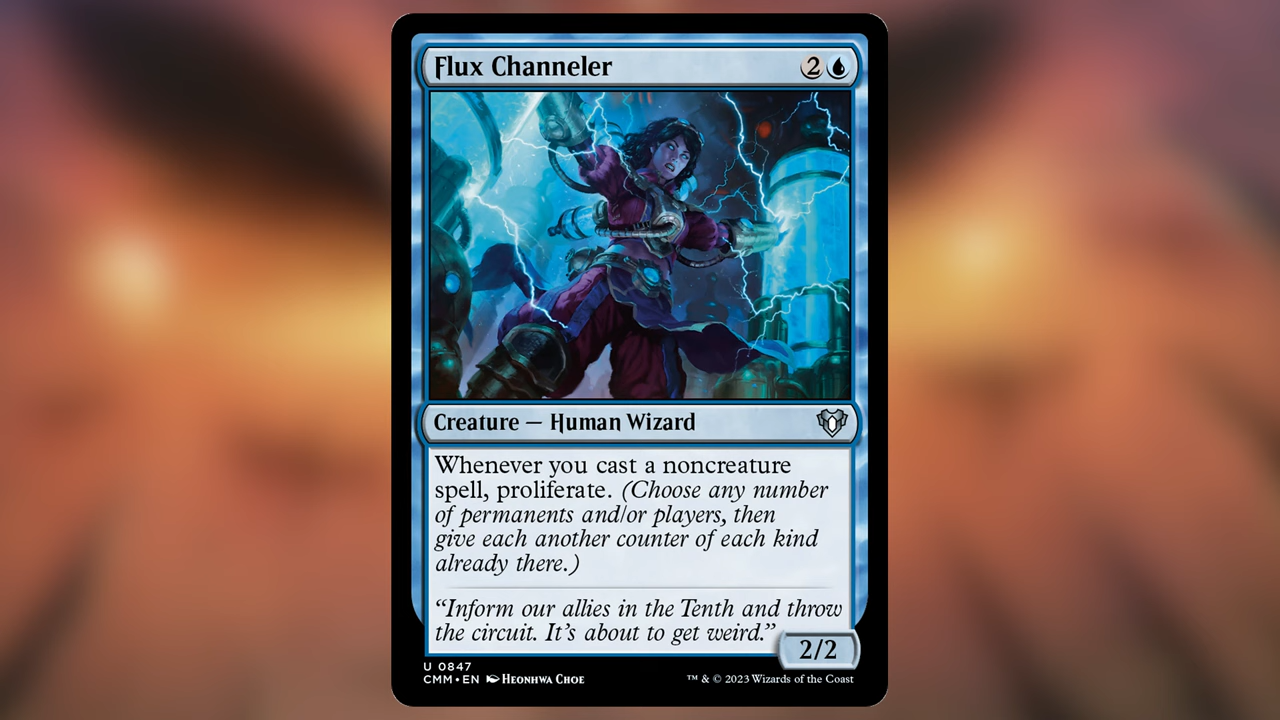 Flux Channeler 2
Creature — Human Wizard
Whenever you cast a noncreature
spell, proliferate. (Choose any number
of permanents and/or players, then
give each another counter of each kind
already there.)
“Inform our allies in the Tenth and throw
the circuit. It’s about to get weird.”
2/2
U 0847
CMM • EN Heonhwa Choe
™ & © 2023 Wizards of the Coast